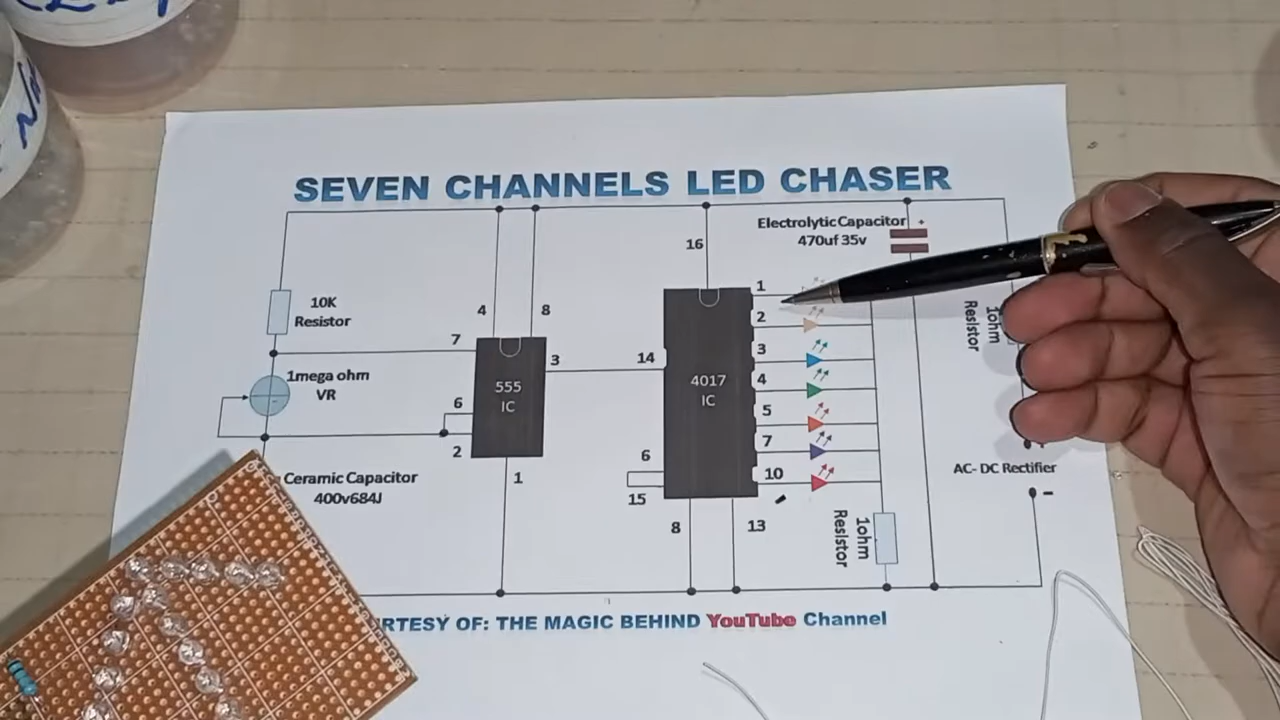 SEVEN CHANNELS LED CHASER
Electrolytic Capacitor +
470uf 35v
16
1
10K
Resistor
4
8
2
7
3
14
3
1ohm
Resistor
1mega ohm
VR
555
IC
4017
IC
4
6
5
2
7
6
10
AC- DC Rectifier
Ceramic Capacitor
400v684J
1
15
-
8
13
1ohm
Resistor
OF: THE MAGIC BEHIND YouTube Channel